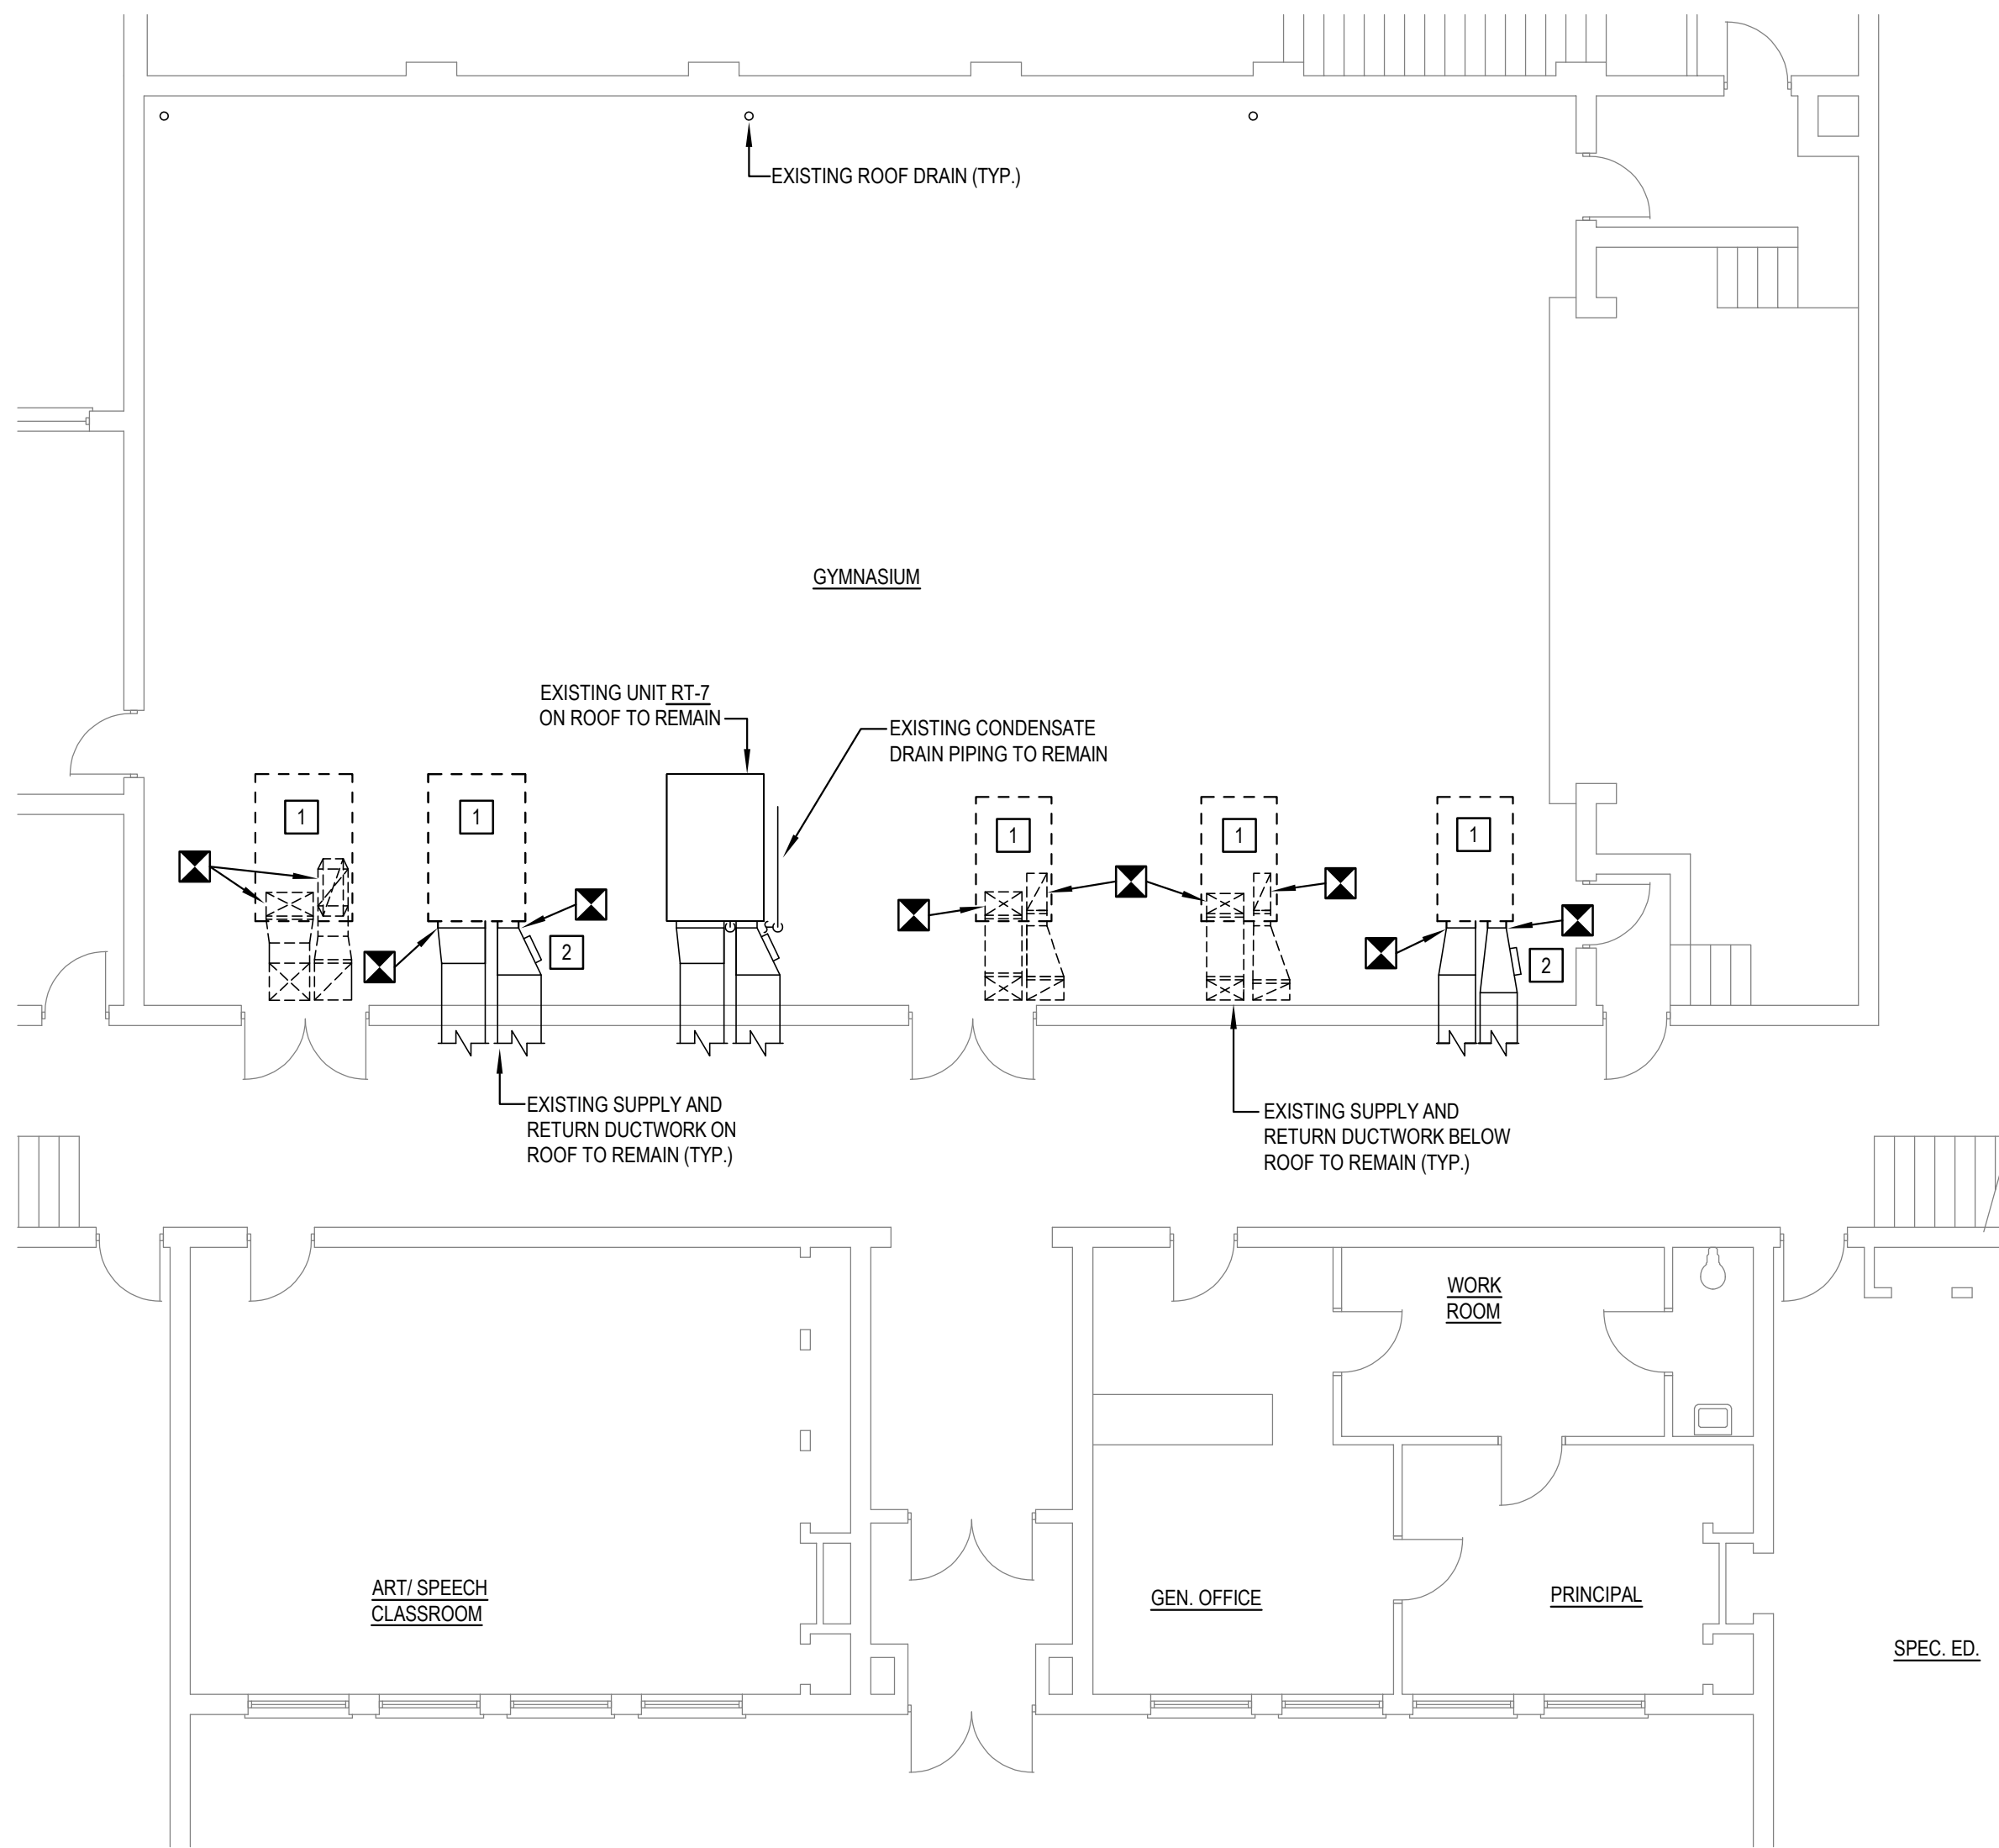 EXISTING ROOF DRAIN (TYP.)
GYMNASIUM
EXISTING UNIT RT-7
ON ROOF TO REMAIN
EXISTING CONDENSATE
DRAIN PIPING TO REMAIN
1
1
1
1
1
2
2
EXISTING SUPPLY AND
RETURN DUCTWORK ON
ROOF TO REMAIN (TYP.)
EXISTING SUPPLY AND
RETURN DUCTWORK BELOW
ROOF TO REMAIN (TYP.)
WORK
ROOM
ART/ SPEECH
CLASSROOM
GEN. OFFICE
PRINCIPAL
SPEC. ED.